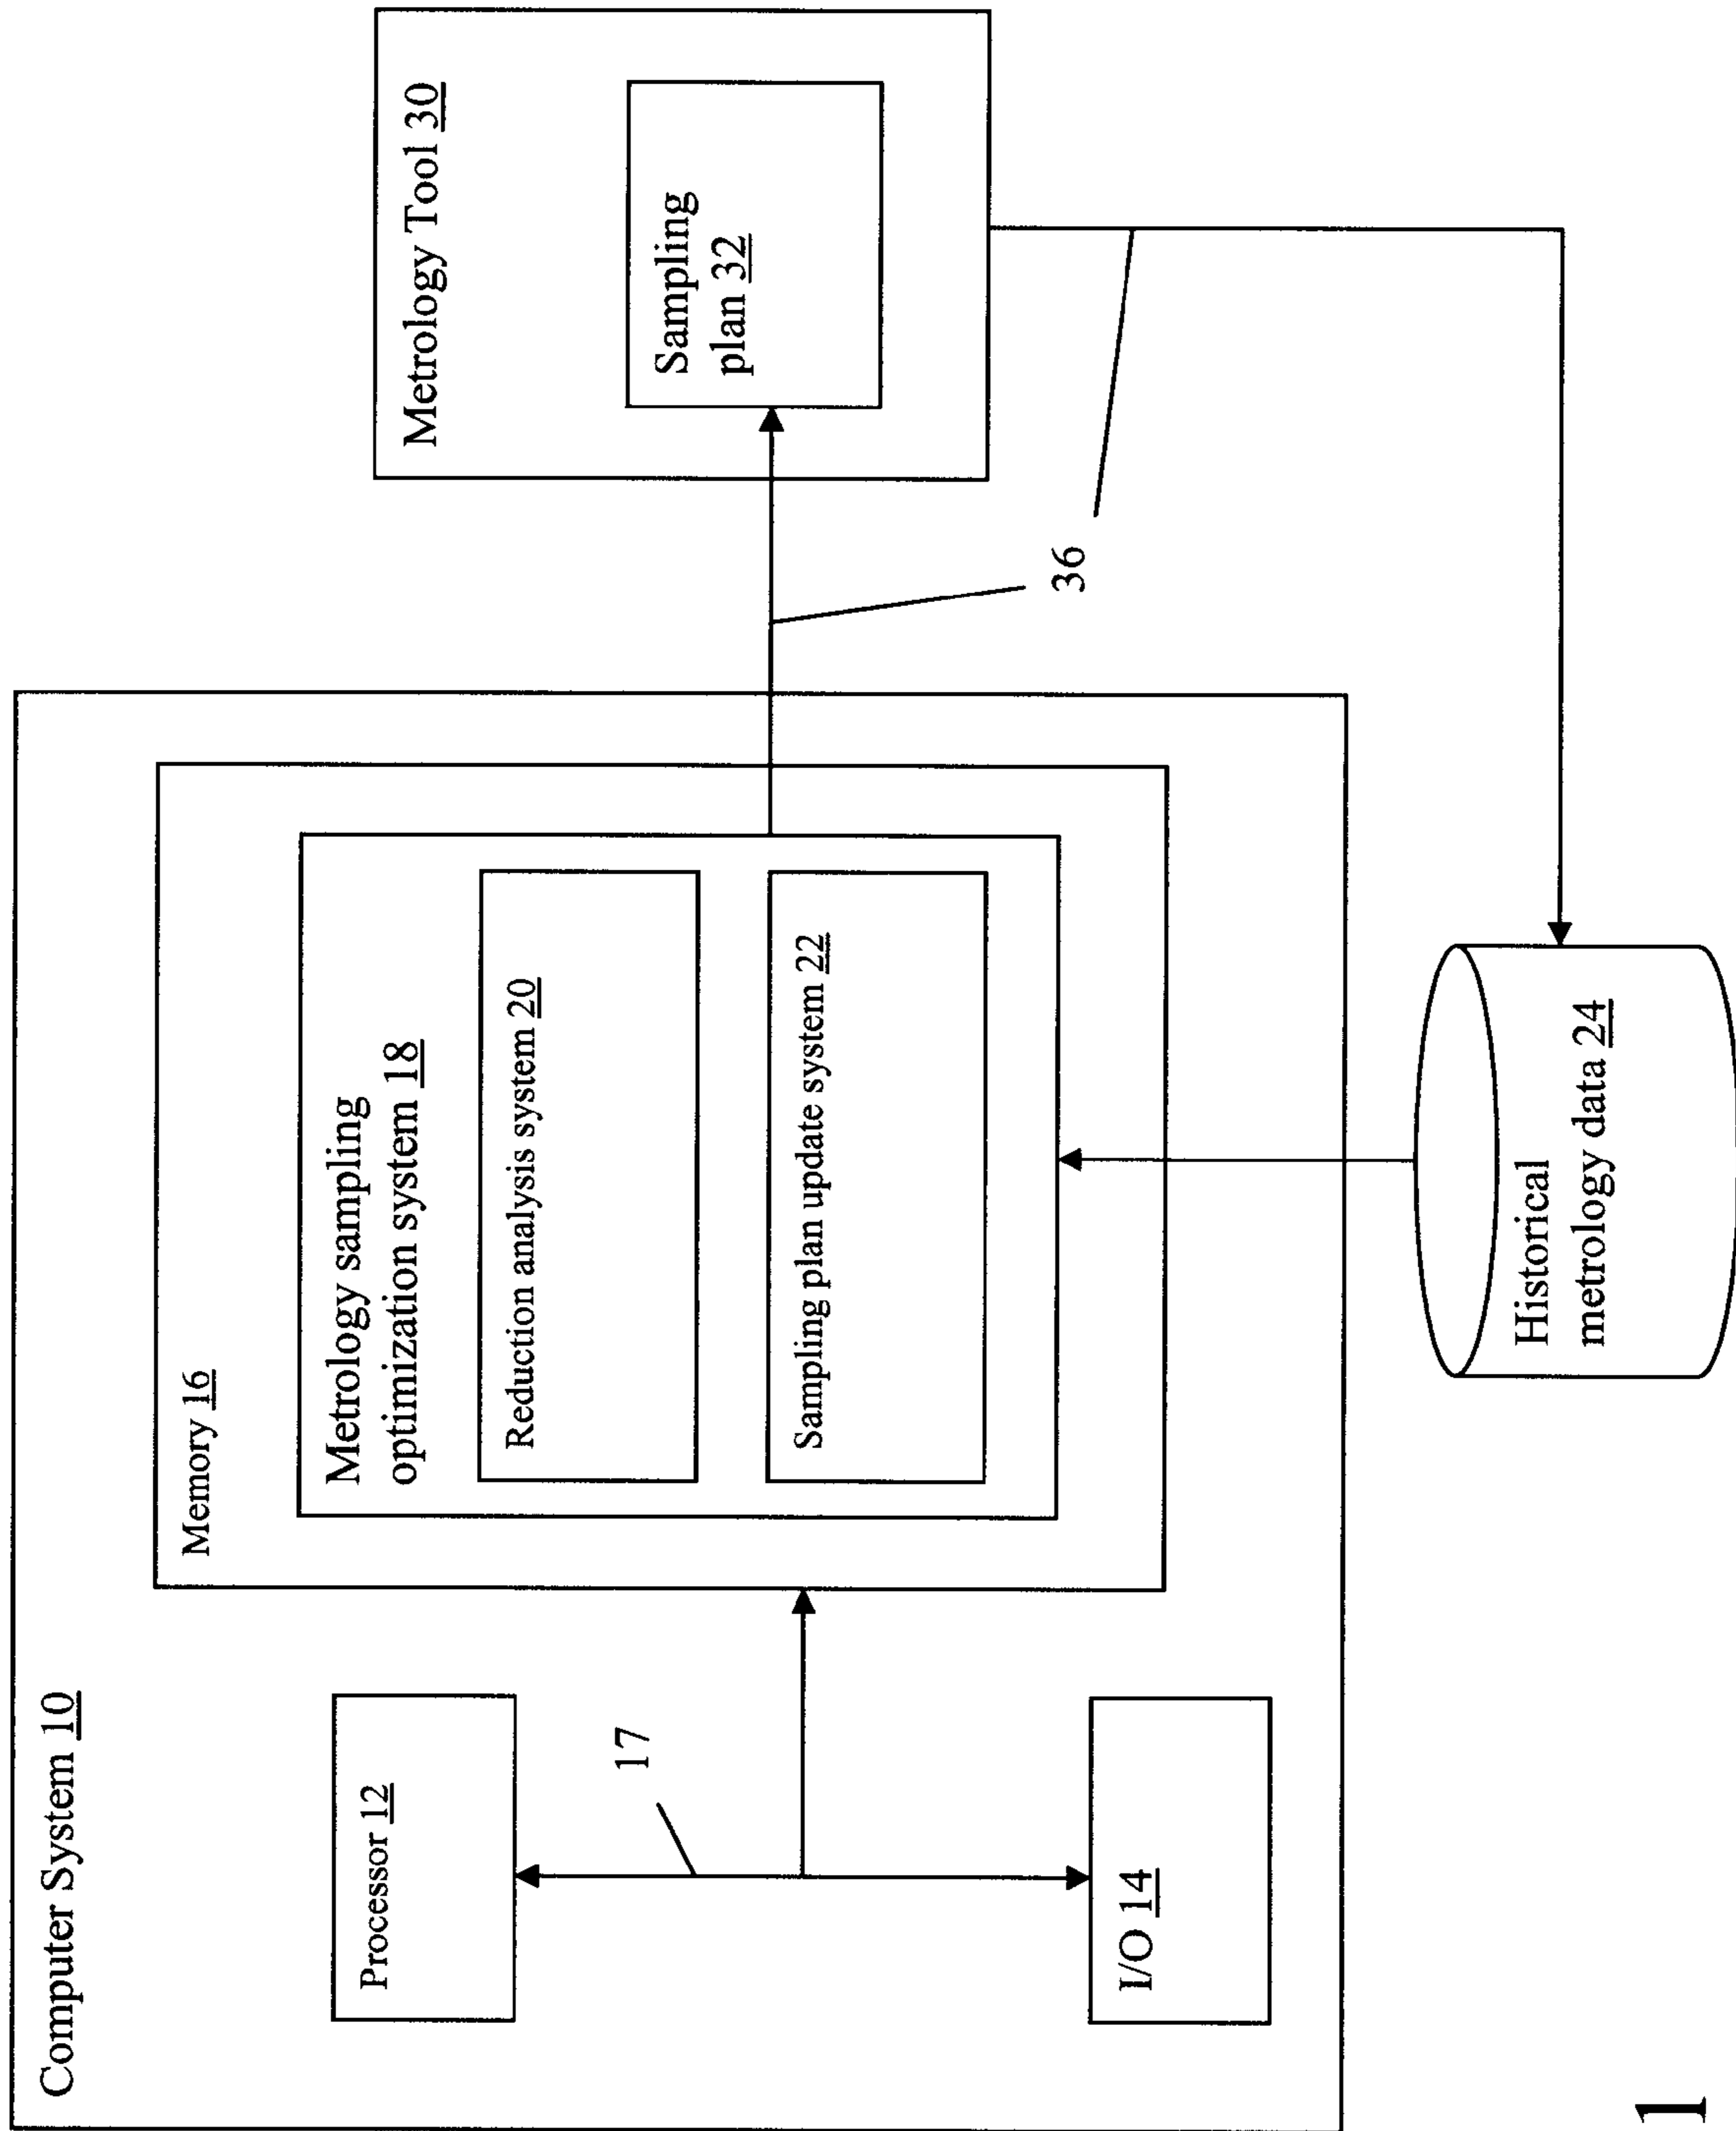 Computer System 10
Processor 12
17
I/O 14
Memory 16
Metrology sampling
optimization system 18
Reduction analysis system 20
Sampling plan update system 22
Metrology Tool 30
Sampling
plan 32
36
Historical
metrology data 24
1